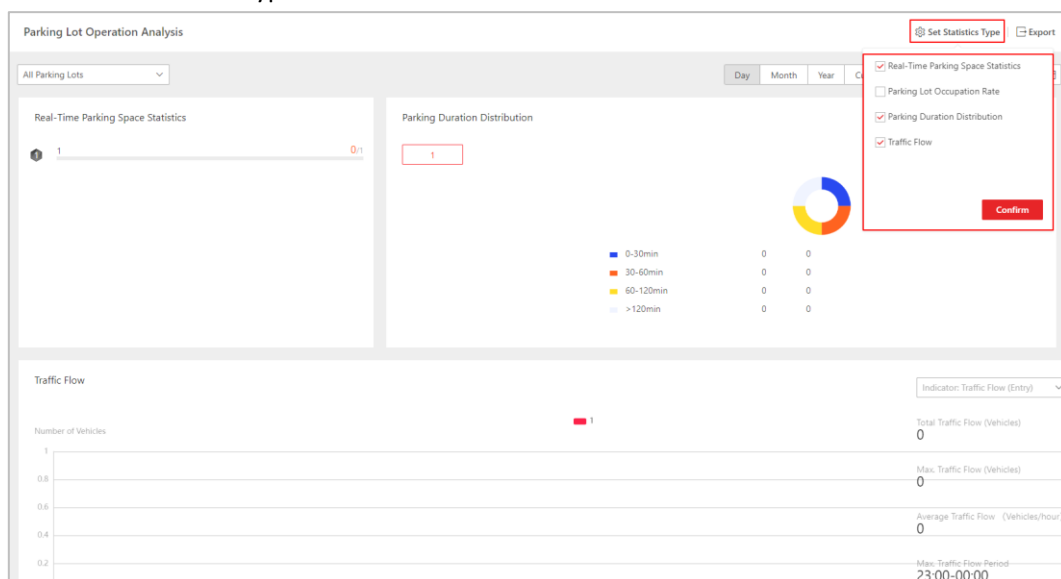 Parking Lot Operation Analysis
Set Statistics Type
Export
All Parking Lots
Day Month Year
Real-Time Parking Space Statistics
Parking Lot Occupation Rate
Parking Duration Distribution
Traffic Flow
Confirm
Real-Time Parking Space Statistics
1 0/1
Parking Duration Distribution
1
0-30min 0 0
30-60min 0 0
60-120min 0 0
>120min 0 0
Traffic Flow
Indicator: Traffic Flow (Entry)
1
Number of Vehicles
1
0.8
0.6
0.4
0.2
Total Traffic Flow (Vehicles)
0
Max. Traffic Flow (Vehicles)
0
Average Traffic Flow (Vehicles/hour)
0
Max. Traffic Flow Period
23:00-00:00